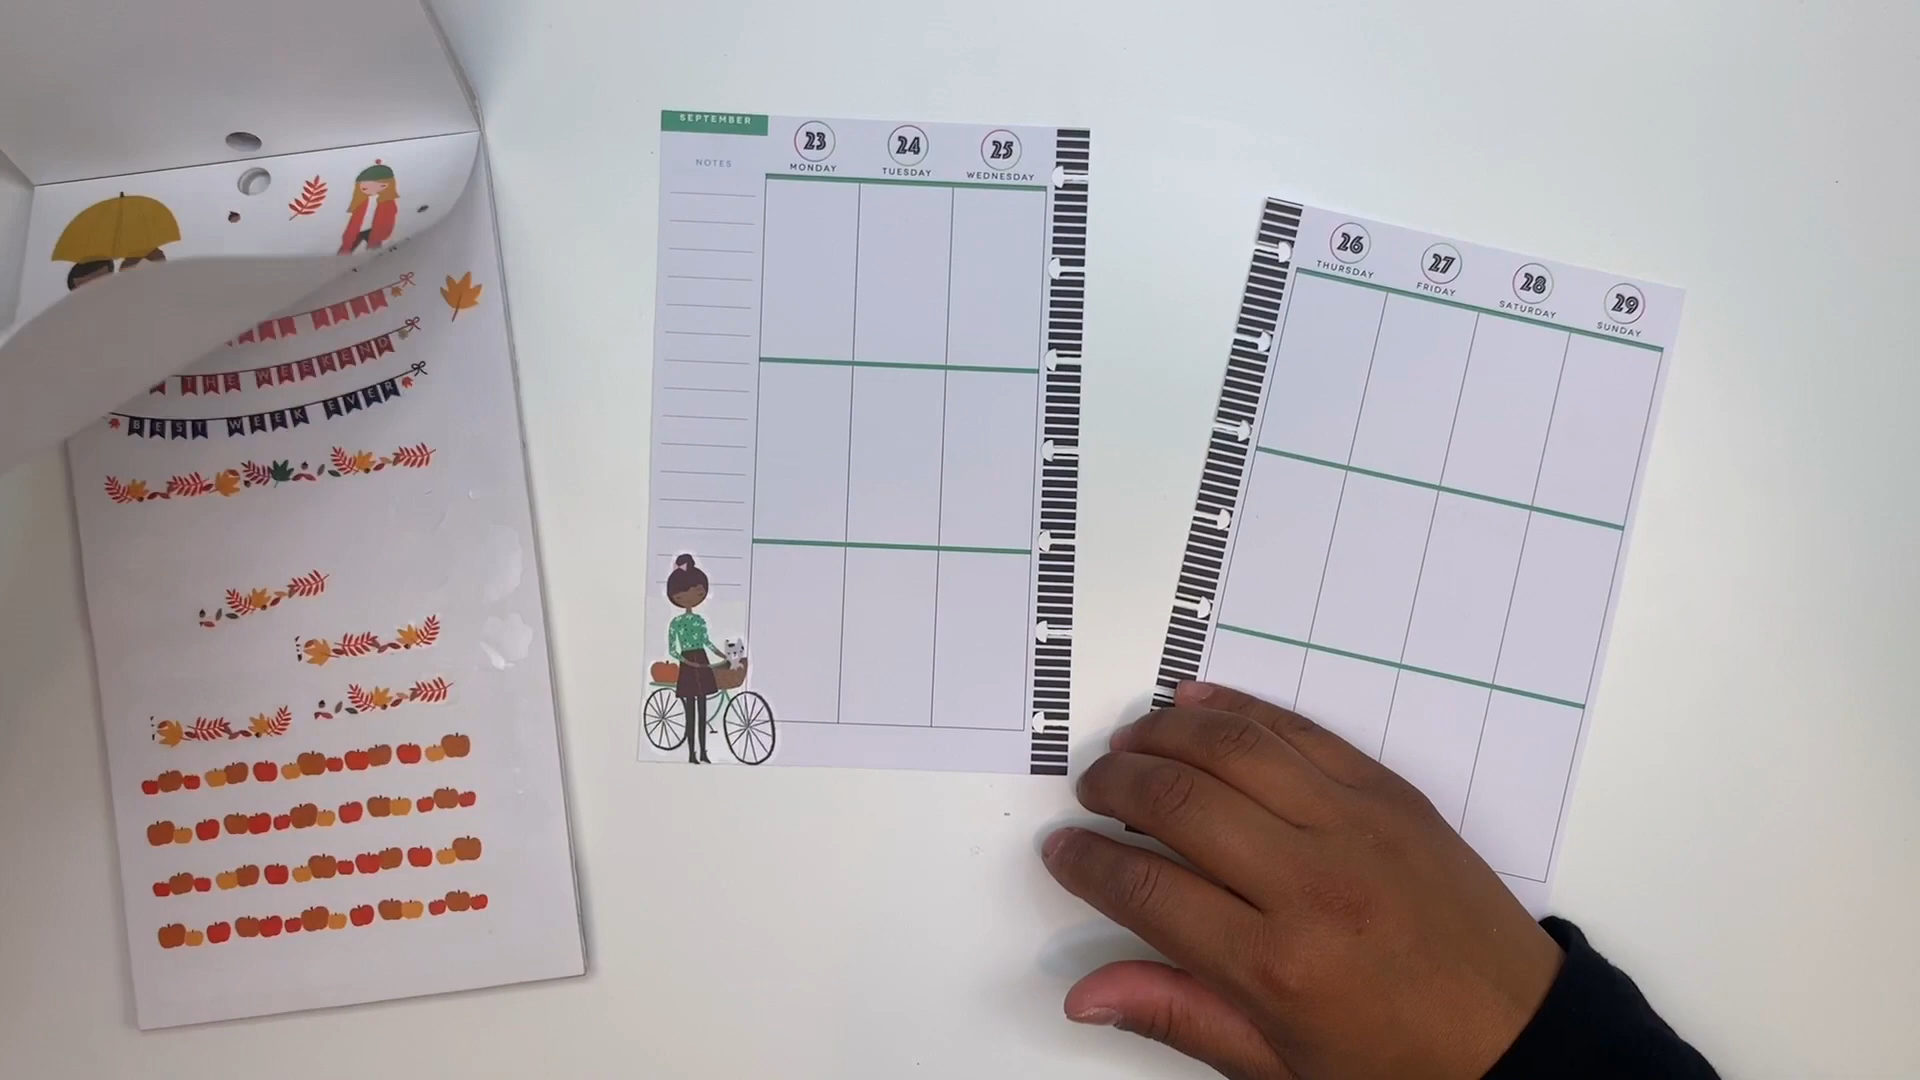 SEPTEMBER
NOTES
23
MONDAY
24
TUESDAY
25
WEDNESDAY
26
THURSDAY
27
FRIDAY
28
SATURDAY
29
SUNDAY
THE WEEKEND
BEST WEEK EVER